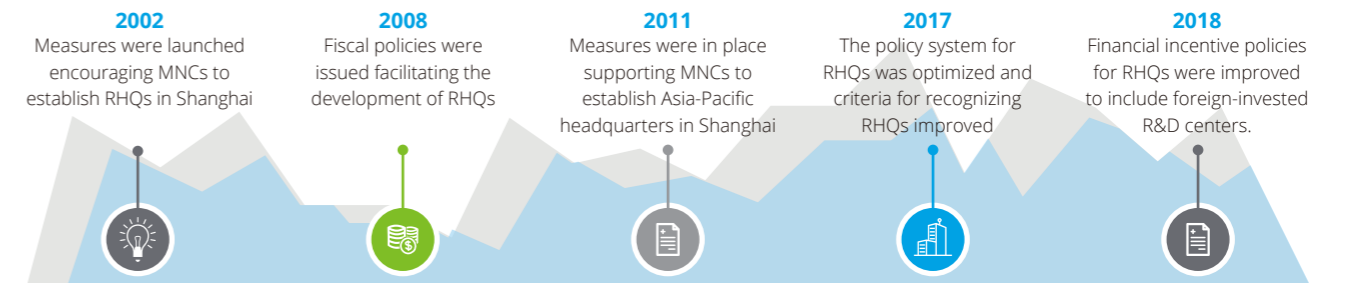 2002
Measures were launched
encouraging MNCs to
establish RHQs in Shanghai
2008
Fiscal policies were
issued facilitating the
development of RHQs
2011
Measures were in place
supporting MNCs to
establish Asia-Pacific
headquarters in Shanghai
2017
The policy system for
RHQs was optimized and
criteria for recognizing
RHQs improved
2018
Financial incentive policies
for RHQs were improved
to include foreign-invested
R&D centers.
$